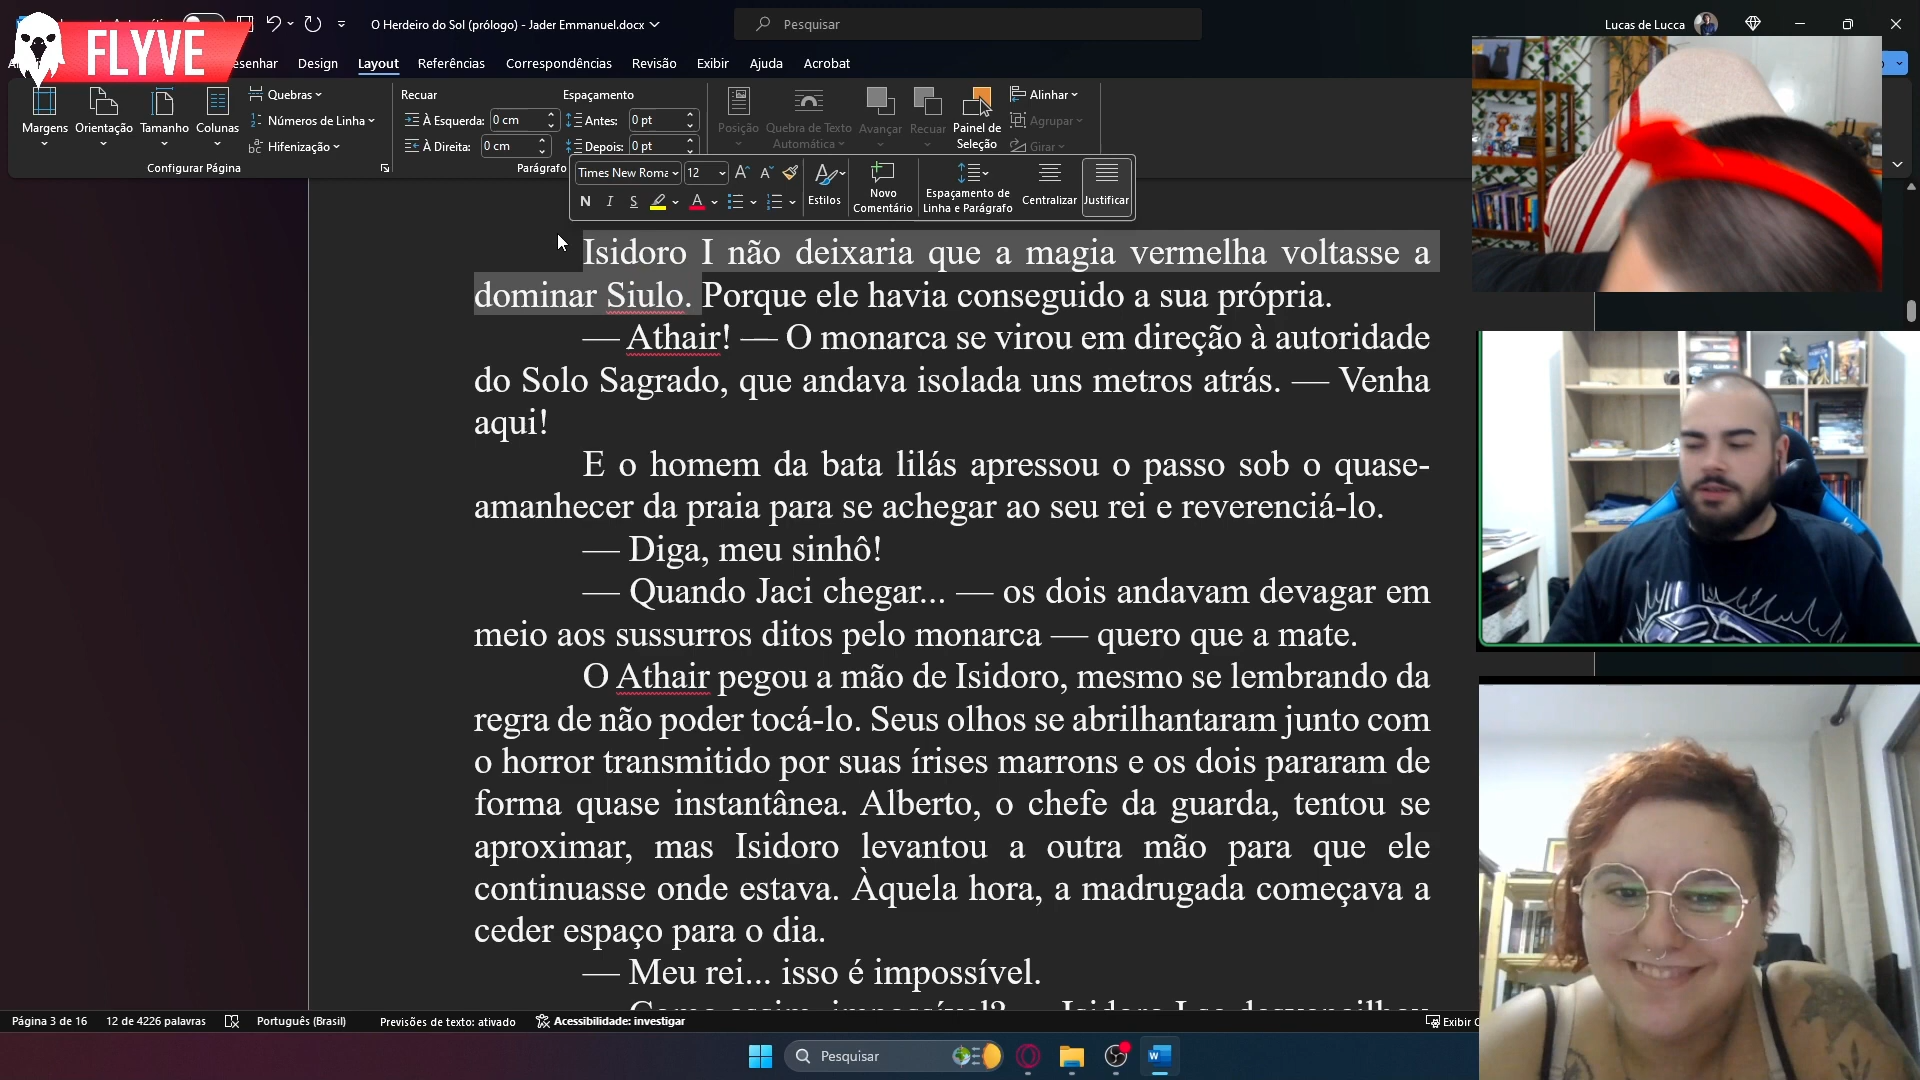 O Herdeiro do Sol (prólogo) - Jader Emmanuel.docx
Pesquisar
Lucas de Lucca
FLYVE
Design
Layout
Referências
Correspondências
Revisão
Exibir
Ajuda
Acrobat
Margens
Orientação
Tamanho
Colunas
Quebras
Números de Linha
Hifenização
Configurar Página
Recuar
À Esquerda: 0 cm
À Direita: 0 cm
Espaçamento
Antes: 0 pt
Depois: 0 pt
Parágrafo
Posição
Quebra de Texto Automática
Avançar
Recuar
Painel de Seleção
Alinhar
Agrupar
Girar
Times New Roma
12
N I S
Estilos
Novo Comentário
Espaçamento de Linha e Parágrafo
Centralizar
Justificar
Isidoro I não deixaria que a magia vermelha voltasse a
dominar Siulo. Porque ele havia conseguido a sua própria.
— Athair! — O monarca se virou em direção à autoridade
do Solo Sagrado, que andava isolada uns metros atrás. — Venha
aqui!
E o homem da bata lilás apressou o passo sob o quase-
amanhecer da praia para se achegar ao seu rei e reverenciá-lo.
— Diga, meu sinhô!
— Quando Jaci chegar... — os dois andavam devagar em
meio aos sussurros ditos pelo monarca — quero que a mate.
O Athair pegou a mão de Isidoro, mesmo se lembrando da
regra de não poder tocá-lo. Seus olhos se abrilhantaram junto com
o horror transmitido por suas írises marrons e os dois pararam de
forma quase instantânea. Alberto, o chefe da guarda, tentou se
aproximar, mas Isidoro levantou a outra mão para que ele
continuasse onde estava. Àquela hora, a madrugada começava a
ceder espaço para o dia.
— Meu rei... isso é impossível.
Página 3 de 16
12 de 4226 palavras
Português (Brasil)
Previsões de texto: ativado
Acessibilidade: investigar
Pesquisar